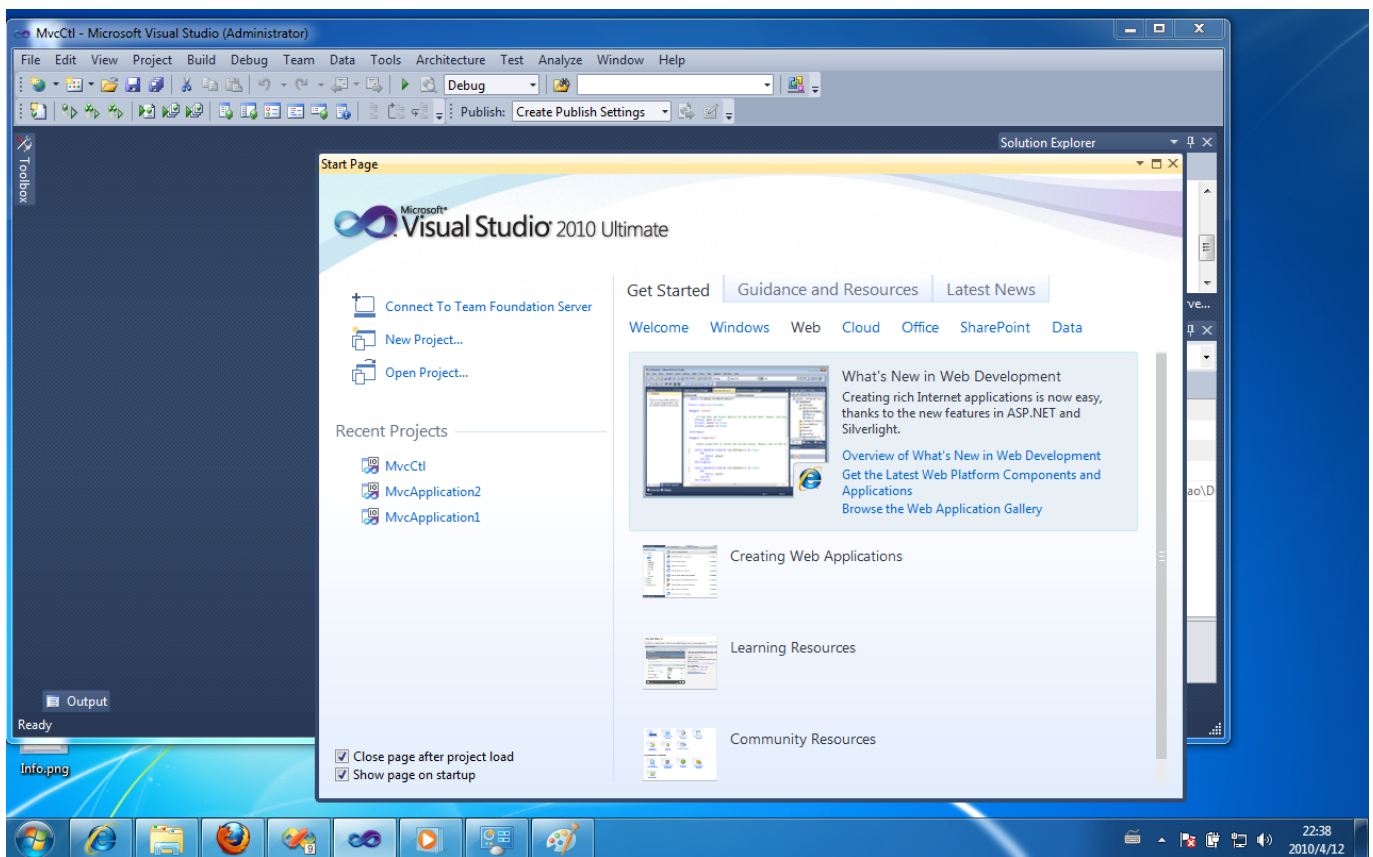 MvcCtl - Microsoft Visual Studio (Administrator)
File Edit View Project Build Debug Team Data Tools Architecture Test Analyze Window Help
Debug
Publish: Create Publish Settings
Toolbox
Solution Explorer
Start Page
Microsoft
Visual Studio 2010 Ultimate
Connect To Team Foundation Server
New Project...
Open Project...
Recent Projects
MvcCtl
MvcApplication2
MvcApplication1
Close page after project load
Show page on startup
Get Started Guidance and Resources Latest News
Welcome Windows Web Cloud Office SharePoint Data
What's New in Web Development
Creating rich Internet applications is now easy,
thanks to the new features in ASP.NET and
Silverlight.
Overview of What's New in Web Development
Get the Latest Web Platform Components and
Applications
Browse the Web Application Gallery
Creating Web Applications
Learning Resources
Community Resources
ve...
ao\D
Output
Ready
Info.png
9
22:38
2010/4/12